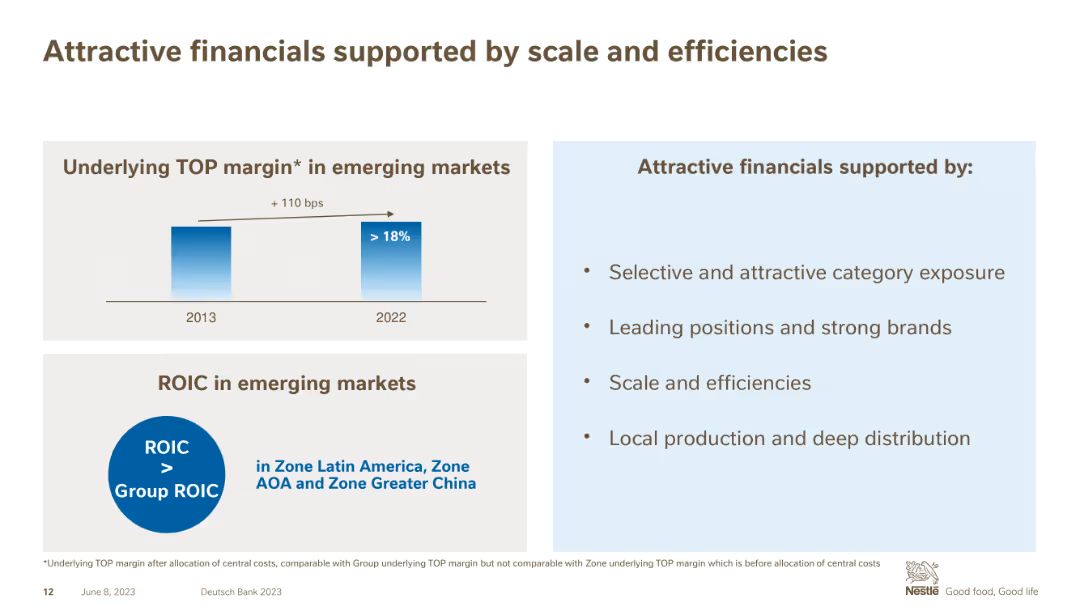 Attractive financials supported by scale and efficiencies
Underlying TOP margin* in emerging markets
+ 110 bps
> 18%
2013
2022
ROIC in emerging markets
ROIC
>
Group ROIC
in Zone Latin America, Zone
AOA and Zone Greater China
Attractive financials supported by:
• Selective and attractive category exposure
• Leading positions and strong brands
• Scale and efficiencies
• Local production and deep distribution
*Underlying TOP margin after allocation of central costs, comparable with Group underlying TOP margin but not comparable with Zone underlying TOP margin which is before allocation of central costs
12 June 8, 2023 Deutsch Bank 2023
Nestlé Good food, Good life